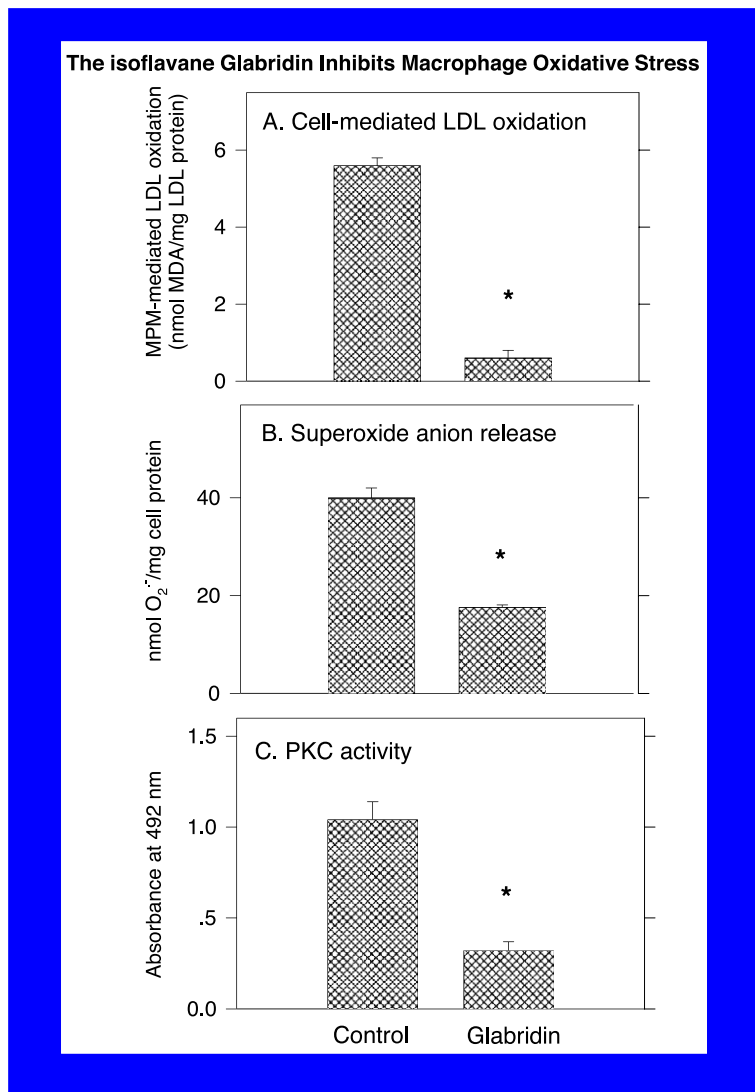 The isoflavane Glabridin Inhibits Macrophage Oxidative Stress
A. Cell-mediated LDL oxidation
MPM-mediated LDL oxidation
(nmol MDA/mg LDL protein)
6
4
2
0
*
B. Superoxide anion release
nmol O₂·⁻/mg cell protein
40
20
0
*
C. PKC activity
Absorbance at 492 nm
1.5
1.0
.5
0.0
*
Control Glabridin